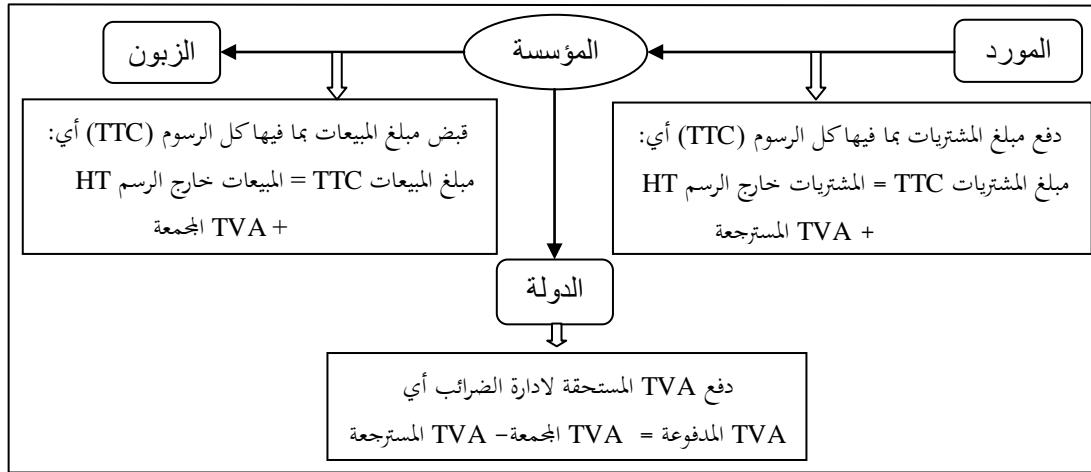 المورد
المؤسسة
الزبون
دفع مبلغ المشتريات بما فيها كل الرسوم (TTC) أي:
مبلغ المشتريات TTC = المشتريات خارج الرسم HT
+ TVA المسترجعة
قبض مبلغ المبيعات بما فيها كل الرسوم (TTC) أي:
مبلغ المبيعات TTC = المبيعات خارج الرسم HT
+ TVA المجمعة
الدولة
دفع TVA المستحقة لادارة الضرائب أي
TVA المدفوعة = TVA المجمعة– TVA المسترجعة